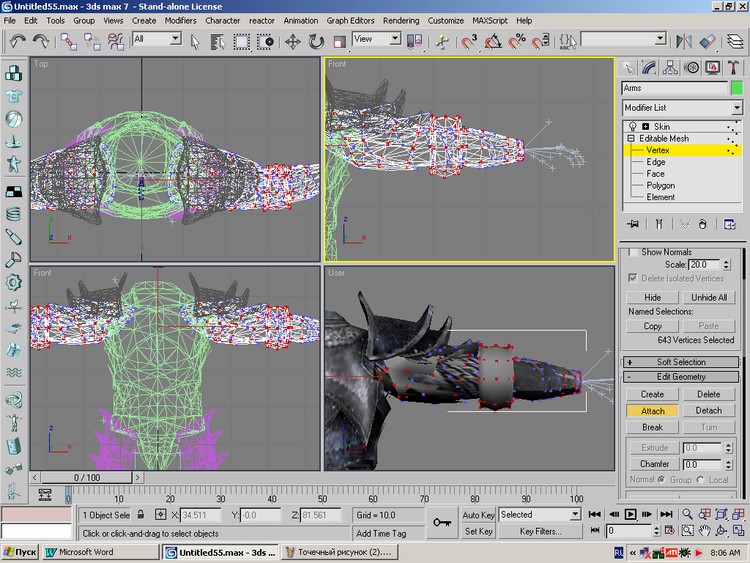 Untitled55.max - 3ds max 7 - Stand-alone License
File Edit Tools Group Views Create Modifiers Character reactor Animation Graph Editors Rendering Customize MAXScript Help
All View 3 ABC
Top Front Arms
Modifier List
Skin
Editable Mesh
Vertex
Edge
Face
Polygon
Element
Show Normals
Scale: 20.0
Front User Delete Isolated Vertices
Hide Unhide All
Named Selections:
Copy Paste
643 Vertices Selected
+ Soft Selection
- Edit Geometry
Create Delete
Attach Detach
Break Turn
Extrude 0.0
Chamfer 0.0
Normal: Group Local
0 / 100
0 10 20 30 40 50 60 70 80 90 100
1 Object Sele X: 34.511 Y: -0.0 Z: 81.561 Grid = 10.0 Auto Key Selected
Click or click-and-drag to select objects Add Time Tag Set Key Key Filters... 0
Пуск Microsoft Word Untitled55.max - 3ds ... Точечный рисунок (2).... RU « ATI 8:06 AM